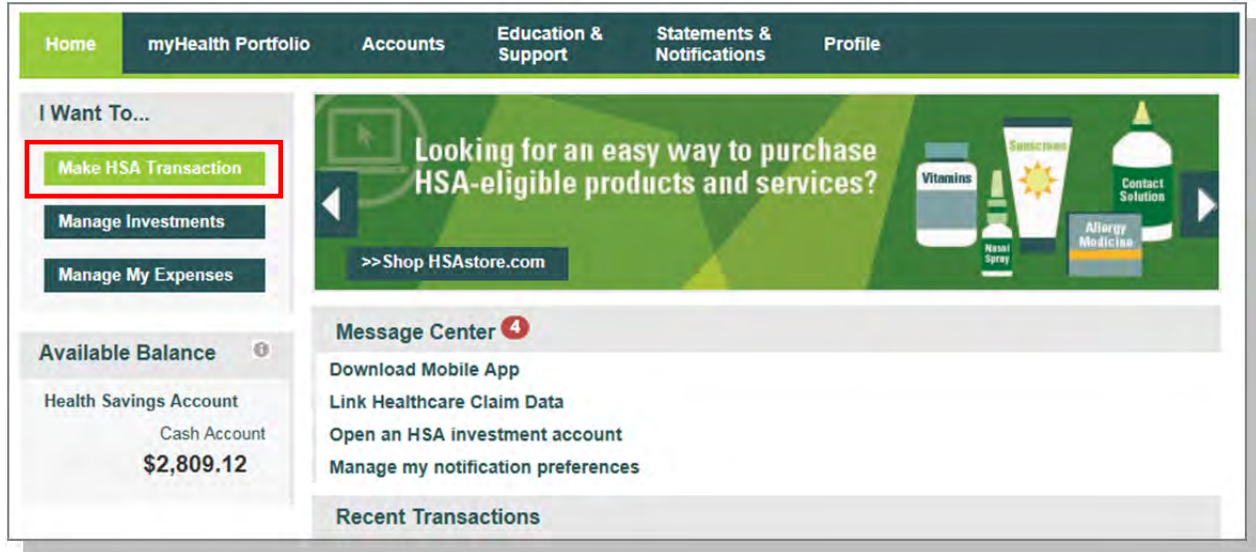 Home
myHealth Portfolio
Accounts
Education &
Support
Statements &
Notifications
Profile
I Want To...
Make HSA Transaction
Manage Investments
Manage My Expenses
Available Balance
Health Savings Account
Cash Account
$2,809.12
Looking for an easy way to purchase
HSA-eligible products and services?
>>Shop HSAstore.com
Vitamins
Sunscreen
Contact
Solution
Nasal
Spray
Allergy
Medicine
Message Center 4
Download Mobile App
Link Healthcare Claim Data
Open an HSA investment account
Manage my notification preferences
Recent Transactions